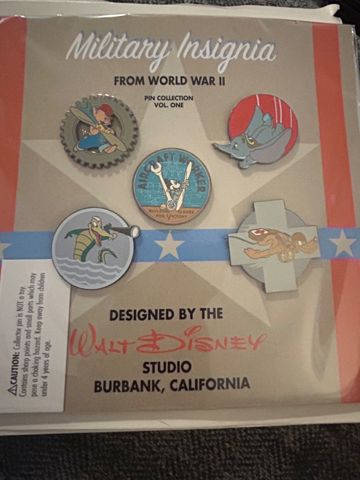 Military Insignia
FROM WORLD WAR II
PIN COLLECTION
VOL. ONE
AIRCRAFT WORKER
FOR VICTORY
DESIGNED BY THE
WALT DISNEY
STUDIO
BURBANK, CALIFORNIA
⚠CAUTION: Collector pin is NOT a toy.
Contains sharp points and small parts which may
pose a choking hazard. Keep away from children
under 4 years of age.